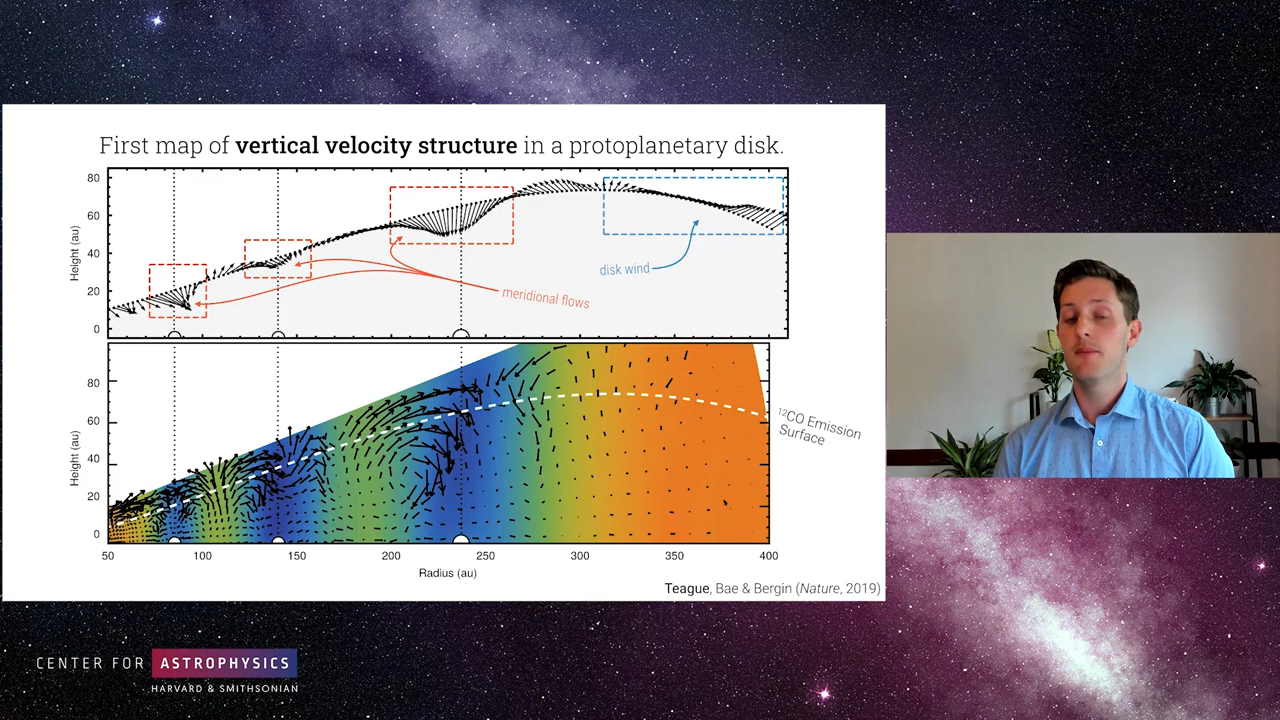 First map of vertical velocity structure in a protoplanetary disk.
80
60
40
20
0
Height (au)
disk wind
meridional flows
80
60
40
20
0
Height (au)
¹²CO Emission
Surface
50 100 150 200 250 300 350 400
Radius (au)
Teague, Bae & Bergin (Nature, 2019)
CENTER FOR ASTROPHYSICS
HARVARD & SMITHSONIAN